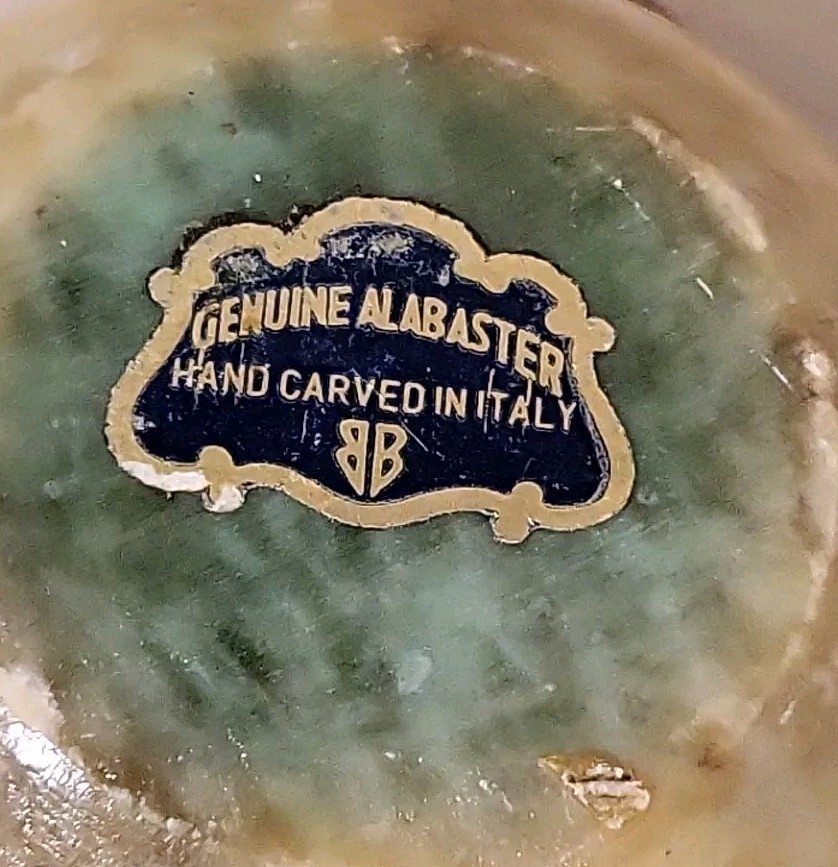 GENUINE ALABASTER
HAND CARVED IN ITALY
BB